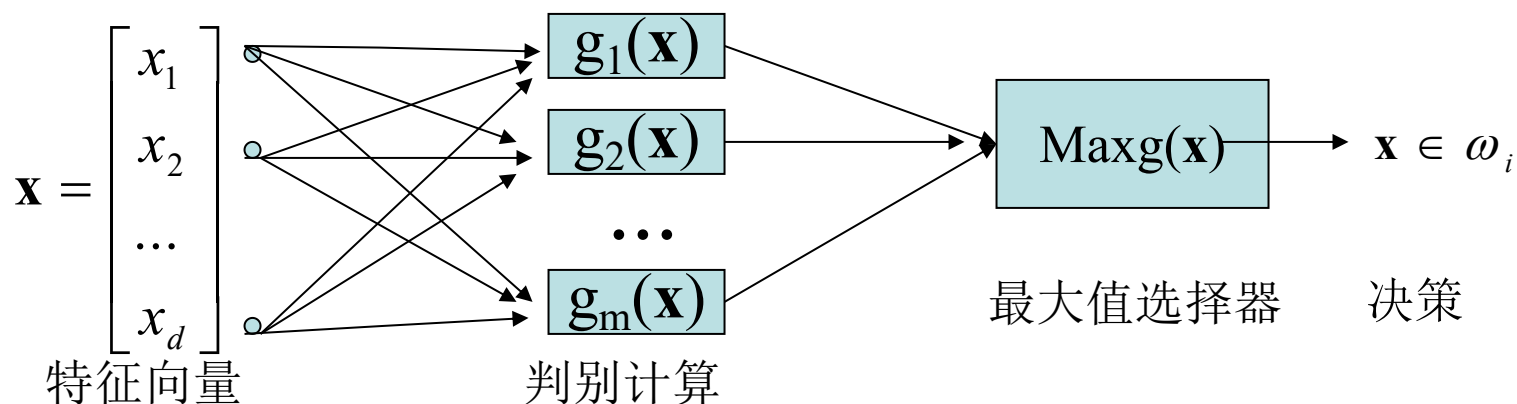 x =
x₁
x₂
...
x_d
特征向量
g₁(x)
g₂(x)
...
gₘ(x)
判别计算
Maxg(x)
最大值选择器
x ∈ ωᵢ
决策